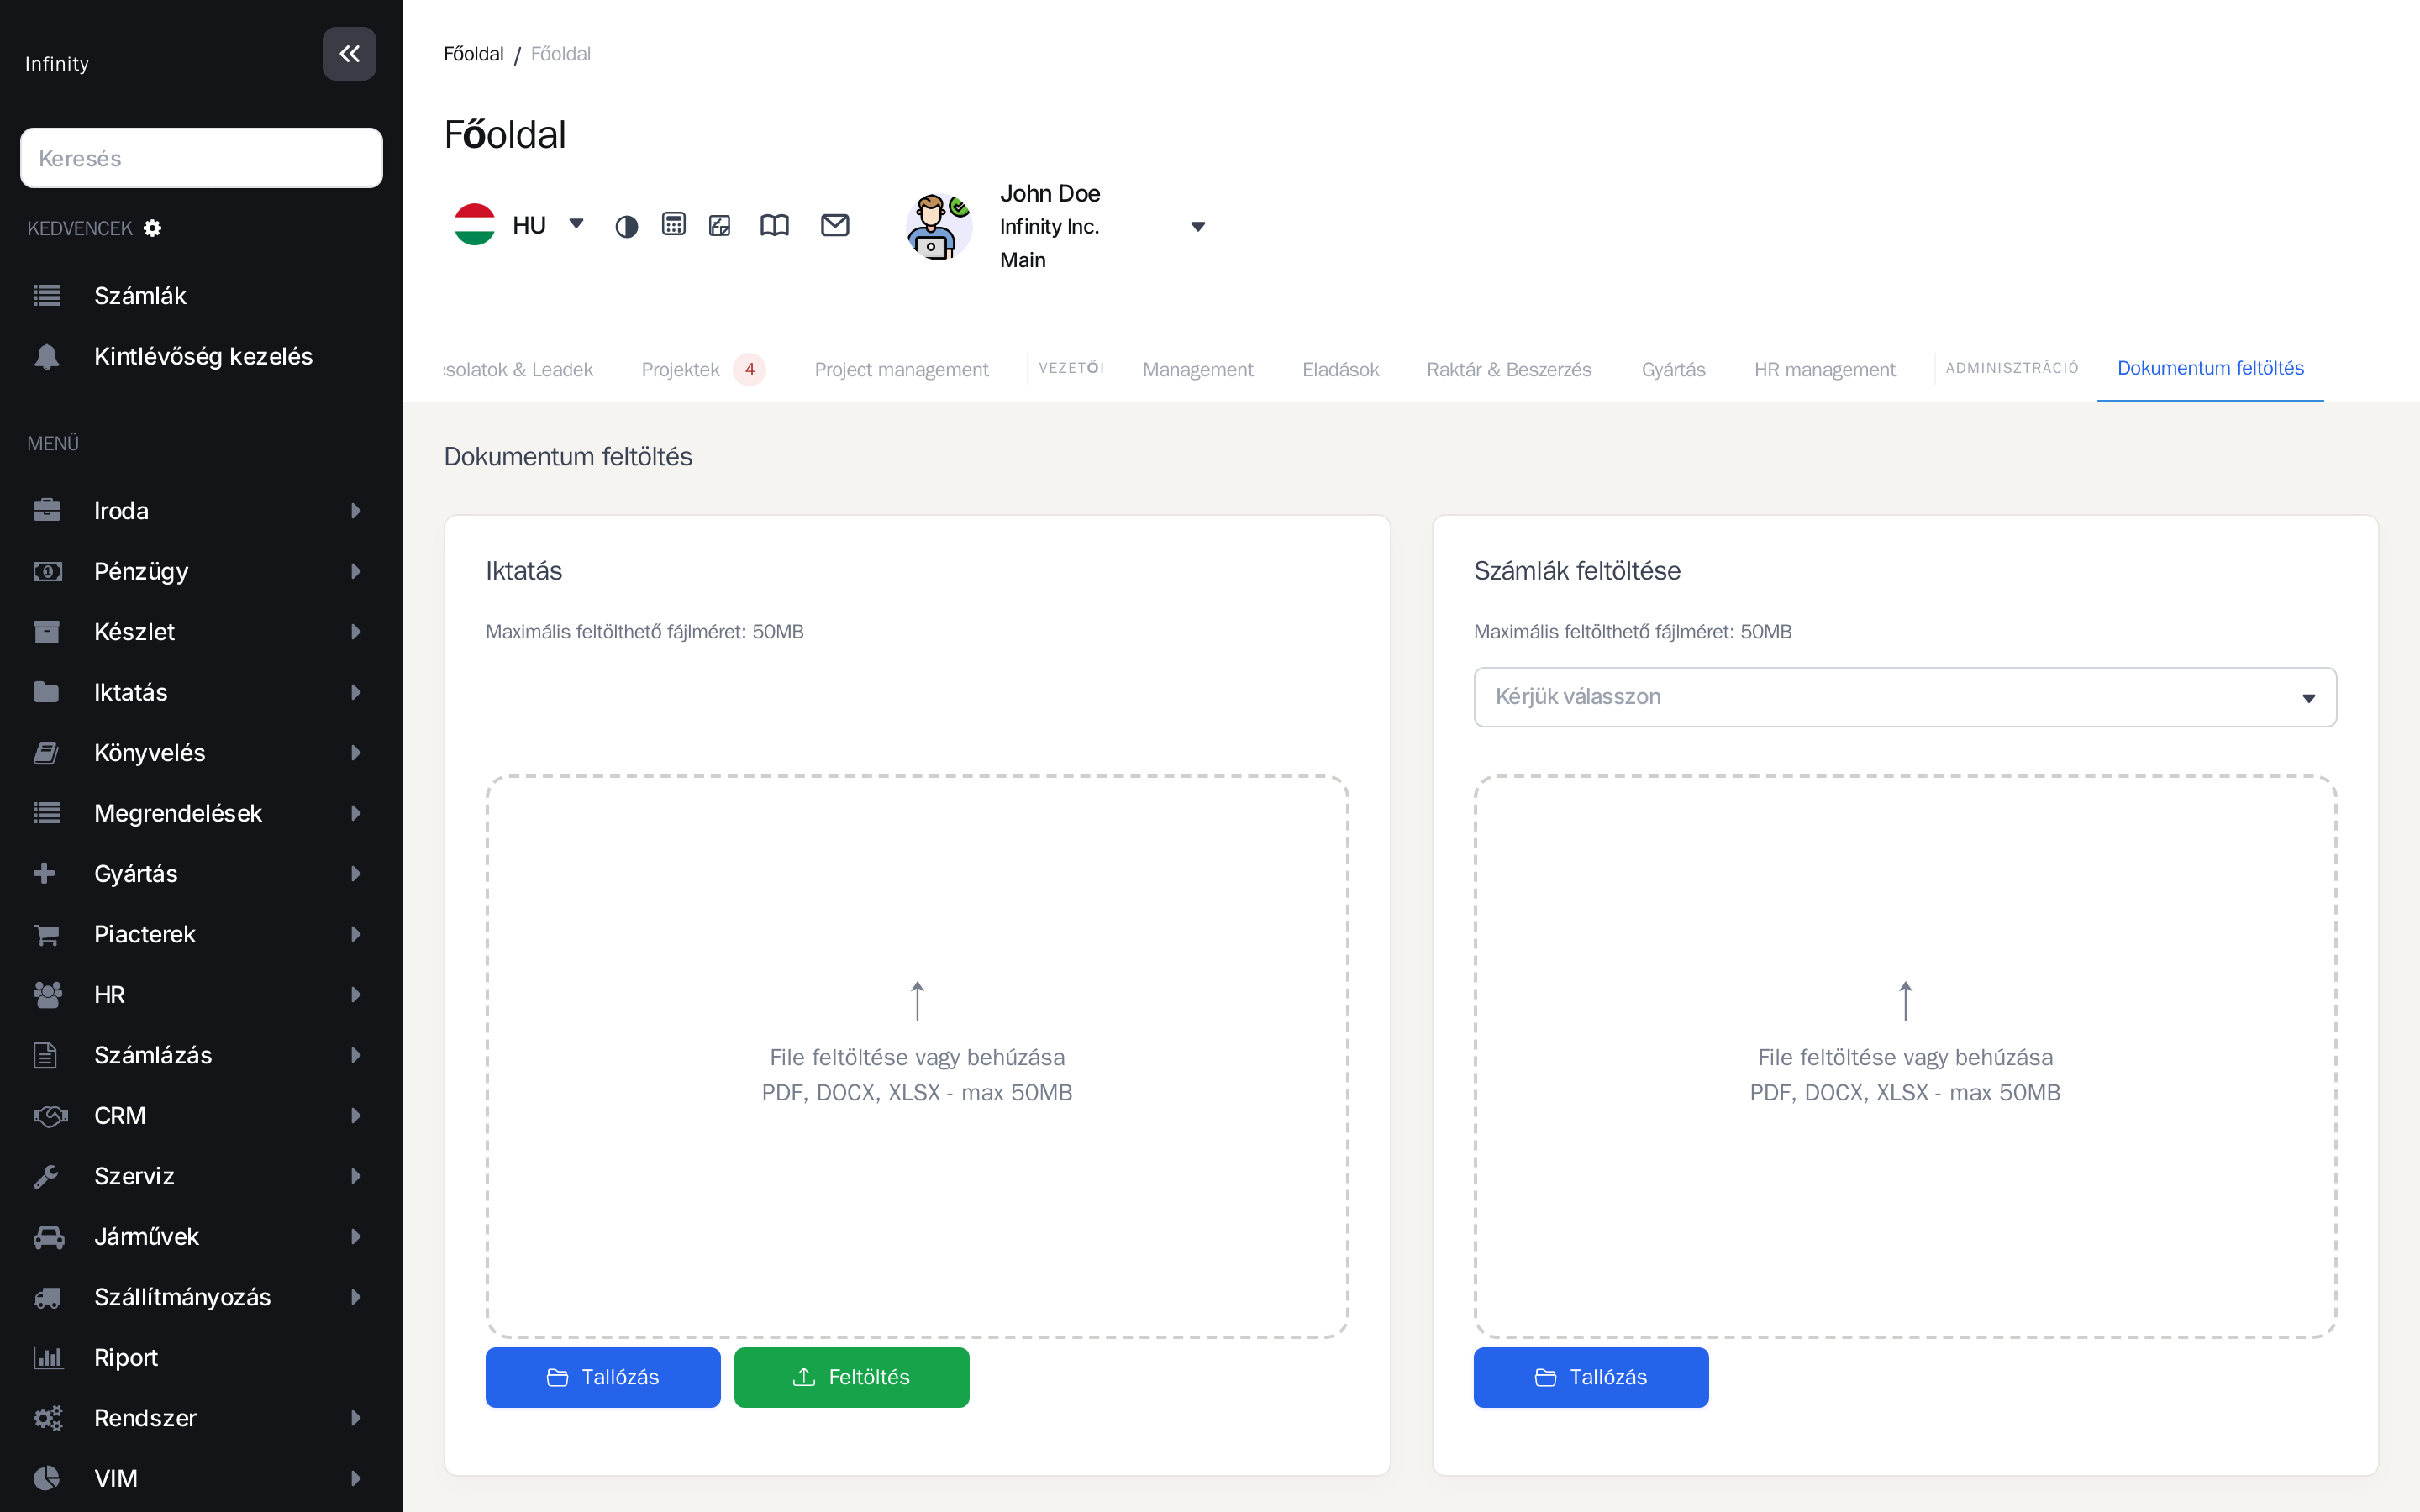 Infinity
Keresés
KEDVENCEK
Számlák
Kintlévőség kezelés
MENÜ
Iroda
Pénzügy
Készlet
Iktatás
Könyvelés
Megrendelések
Gyártás
Piacterek
HR
Számlázás
CRM
Szerviz
Járművek
Szállítmányozás
Riport
Rendszer
VIM
Főoldal / Főoldal
Főoldal
HU
John Doe
Infinity Inc.
Main
csolatok & Leadek Projektek 4 Project management VEZETŐI Management Eladások Raktár & Beszerzés Gyártás HR management ADMINISZTRÁCIÓ Dokumentum feltöltés
Dokumentum feltöltés
Iktatás
Maximális feltölthető fájlméret: 50MB
File feltöltése vagy behúzása
PDF, DOCX, XLSX - max 50MB
Tallózás Feltöltés
Számlák feltöltése
Maximális feltölthető fájlméret: 50MB
Kérjük válasszon
File feltöltése vagy behúzása
PDF, DOCX, XLSX - max 50MB
Tallózás